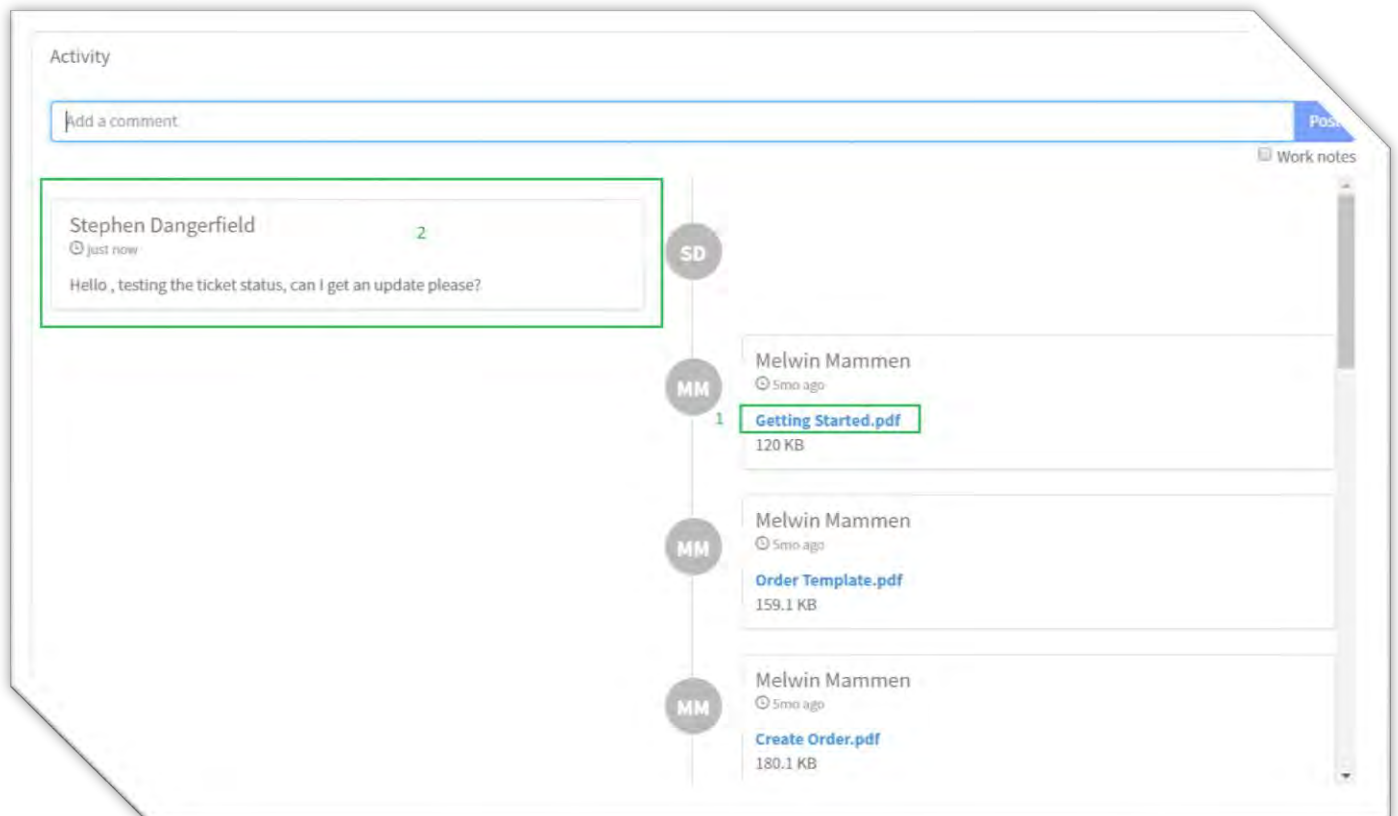 Activity
Add a comment
Post
Work notes
Stephen Dangerfield
2
just now
Hello , testing the ticket status, can I get an update please?
SD
MM
Melwin Mammen
5mo ago
1
Getting Started.pdf
120 KB
MM
Melwin Mammen
5mo ago
Order Template.pdf
159.1 KB
MM
Melwin Mammen
5mo ago
Create Order.pdf
180.1 KB